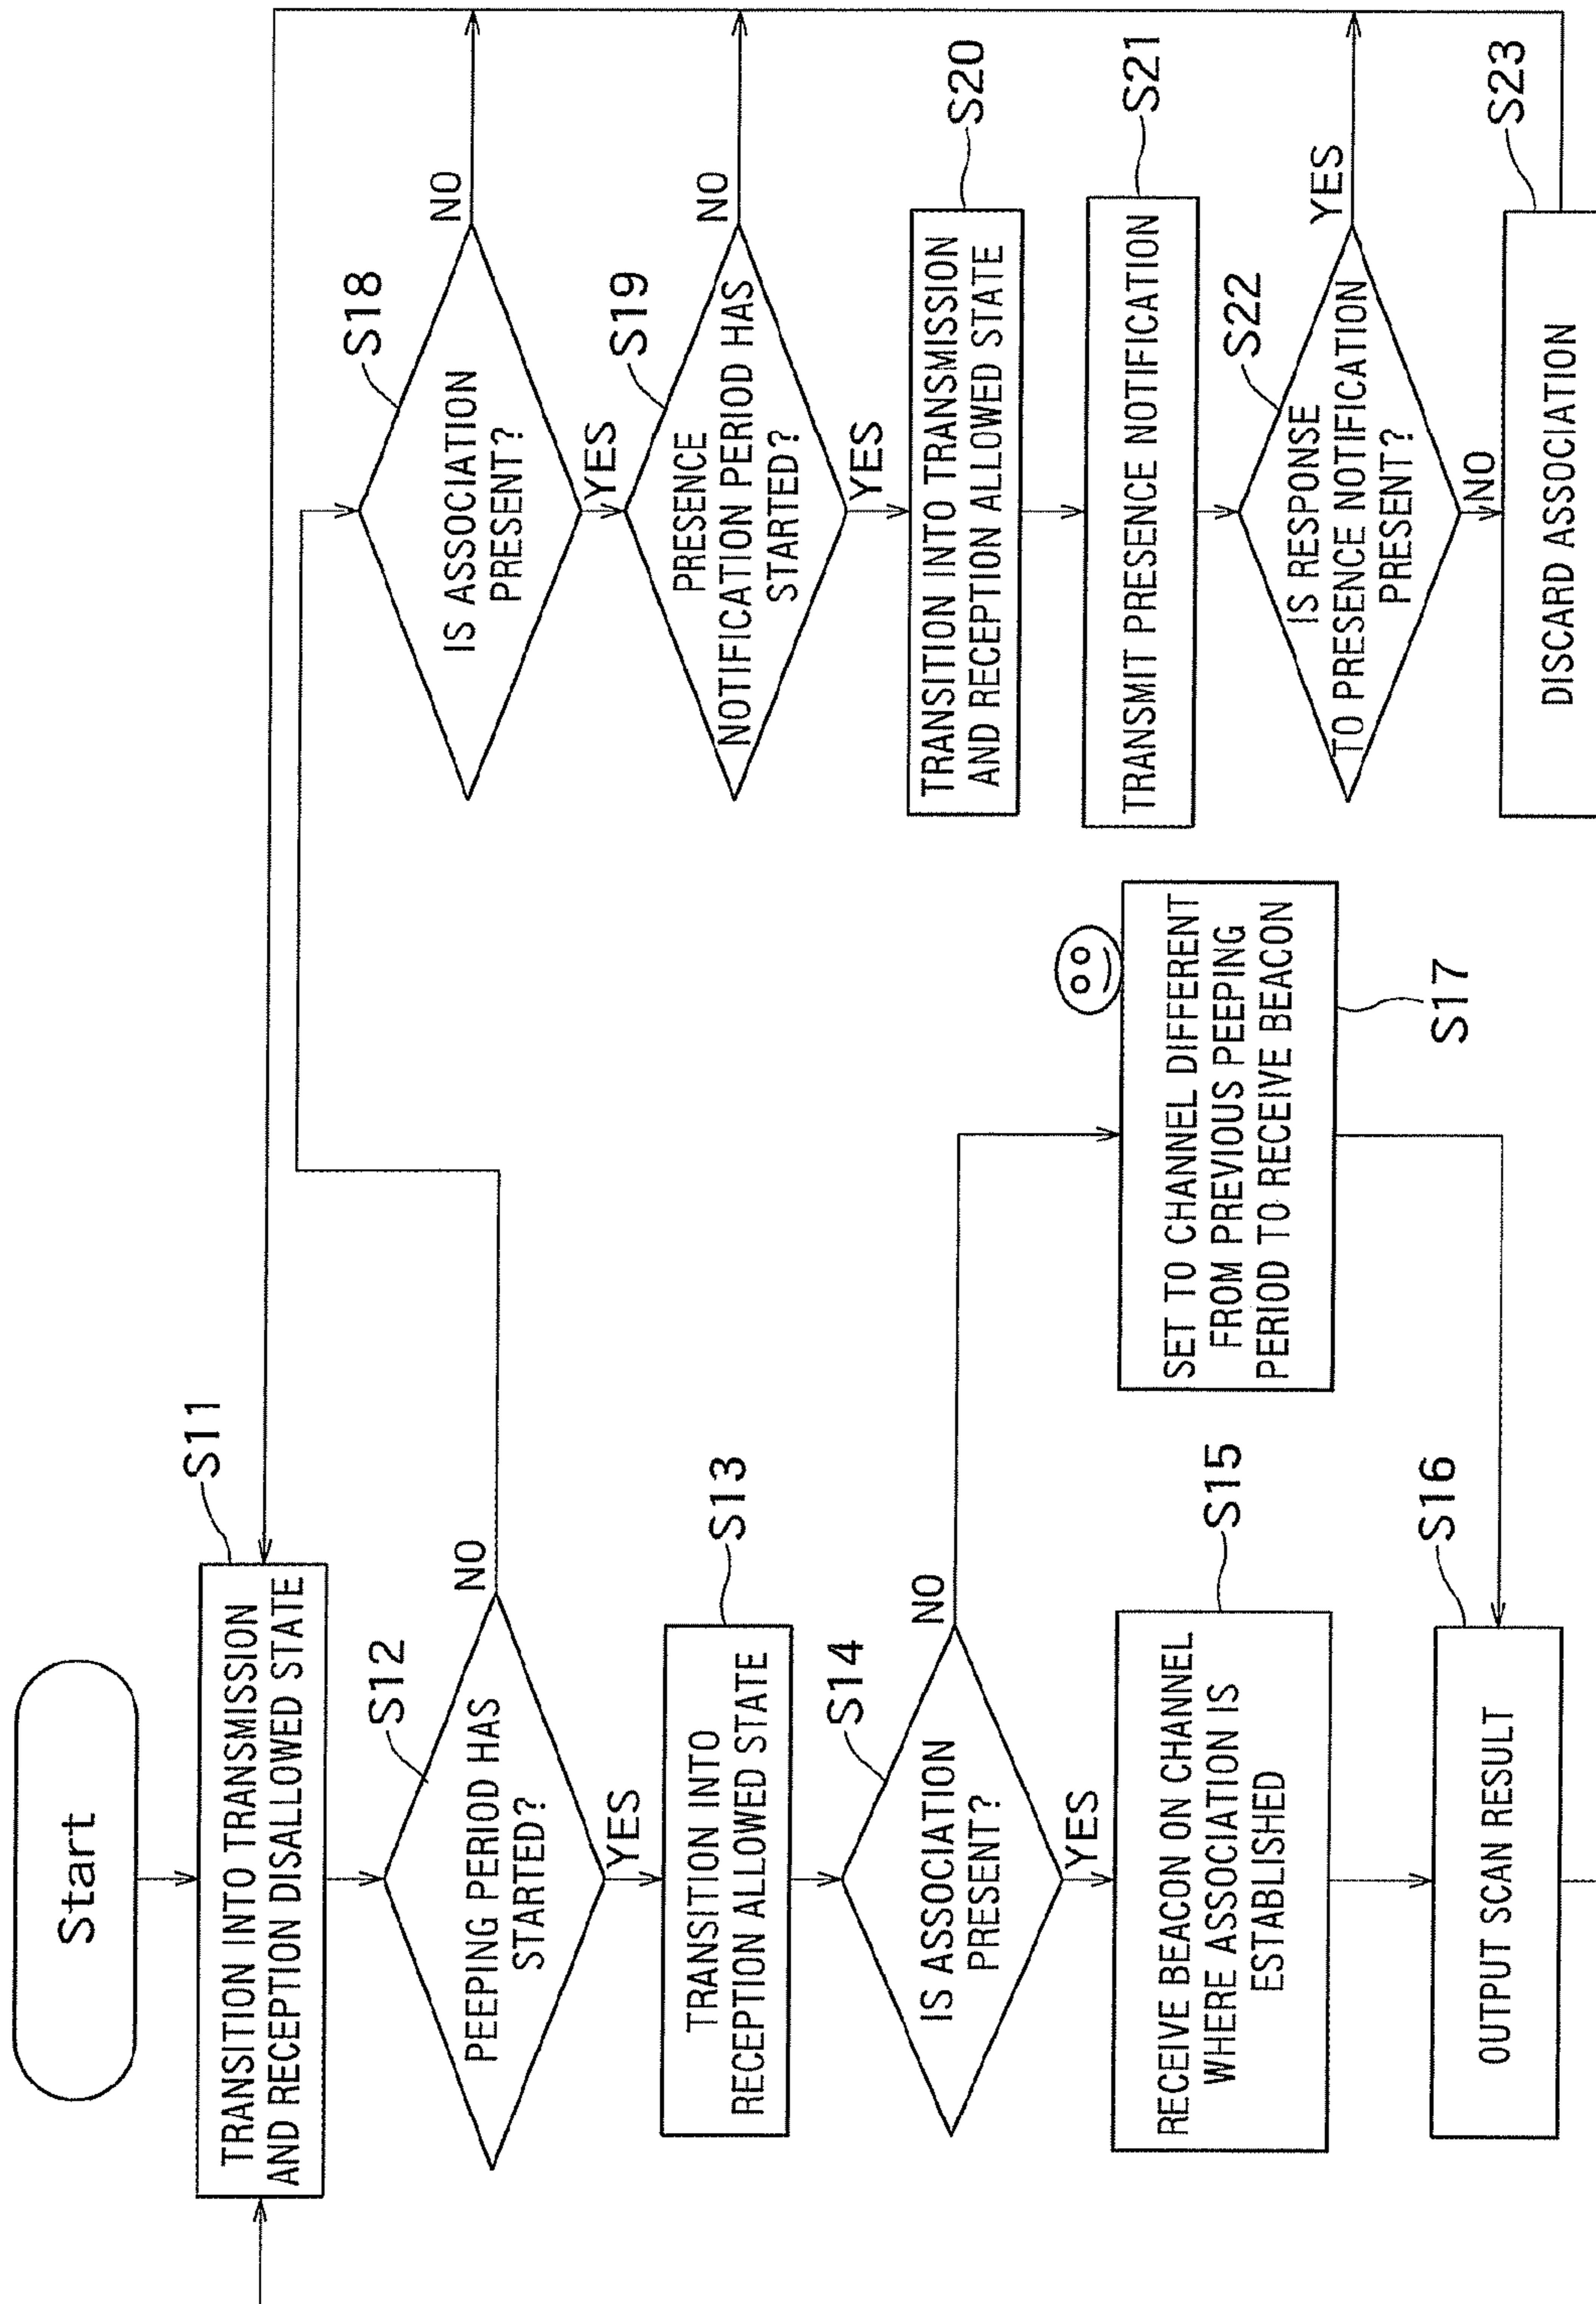 Start
S11
TRANSITION INTO TRANSMISSION
AND RECEPTION DISALLOWED STATE
S12
PEEPING PERIOD HAS
STARTED?
NO
YES
S13
TRANSITION INTO
RECEPTION ALLOWED STATE
S14
IS ASSOCIATION
PRESENT?
NO
YES
S15
RECEIVE BEACON ON CHANNEL
WHERE ASSOCIATION IS
ESTABLISHED
S16
OUTPUT SCAN RESULT
SET TO CHANNEL DIFFERENT
FROM PREVIOUS PEEPING
PERIOD TO RECEIVE BEACON
S17
S18
IS ASSOCIATION
PRESENT?
NO
YES
S19
PRESENCE
NOTIFICATION PERIOD HAS
STARTED?
NO
YES
S20
TRANSITION INTO TRANSMISSION
AND RECEPTION ALLOWED STATE
S21
TRANSMIT PRESENCE NOTIFICATION
S22
IS RESPONSE
TO PRESENCE NOTIFICATION
PRESENT?
YES
NO
S23
DISCARD ASSOCIATION